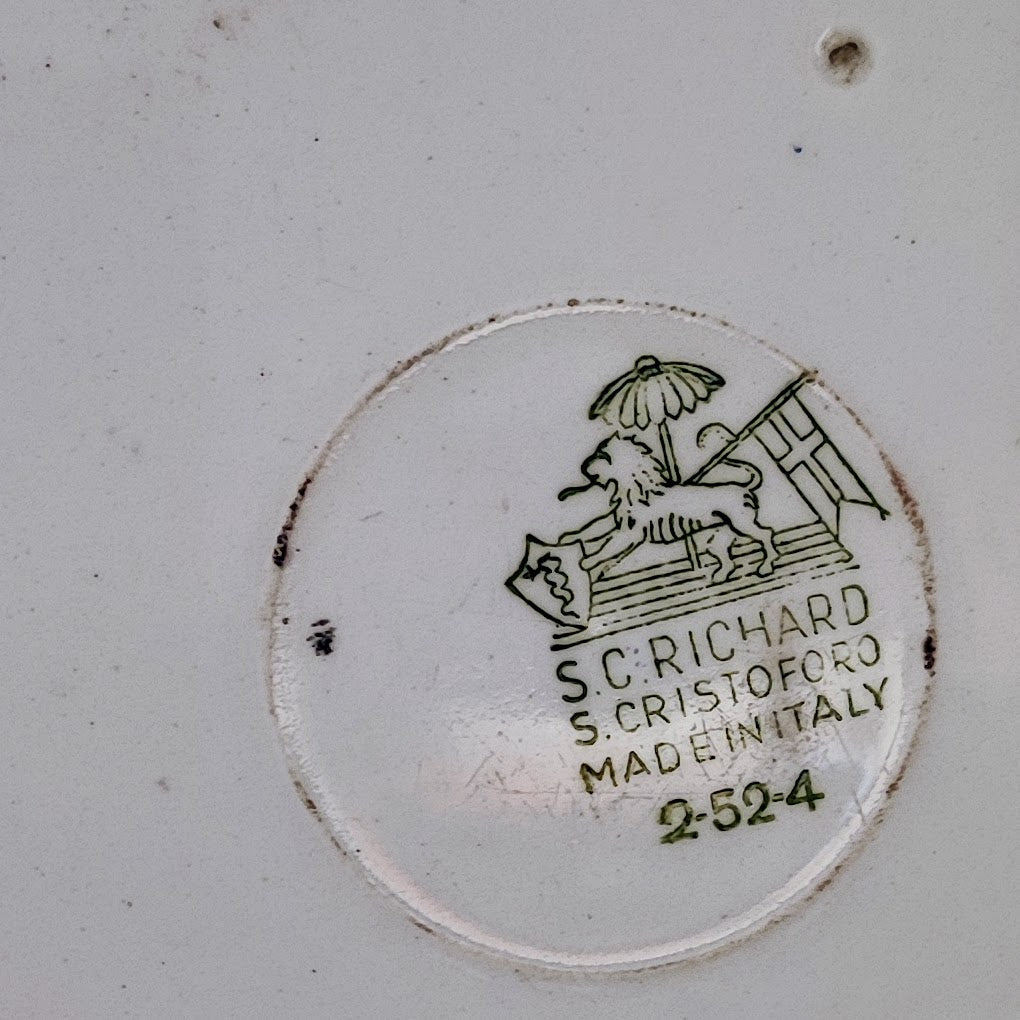 S.C. RICHARD
S. CRISTOFORO
MADE IN ITALY
2-52-4